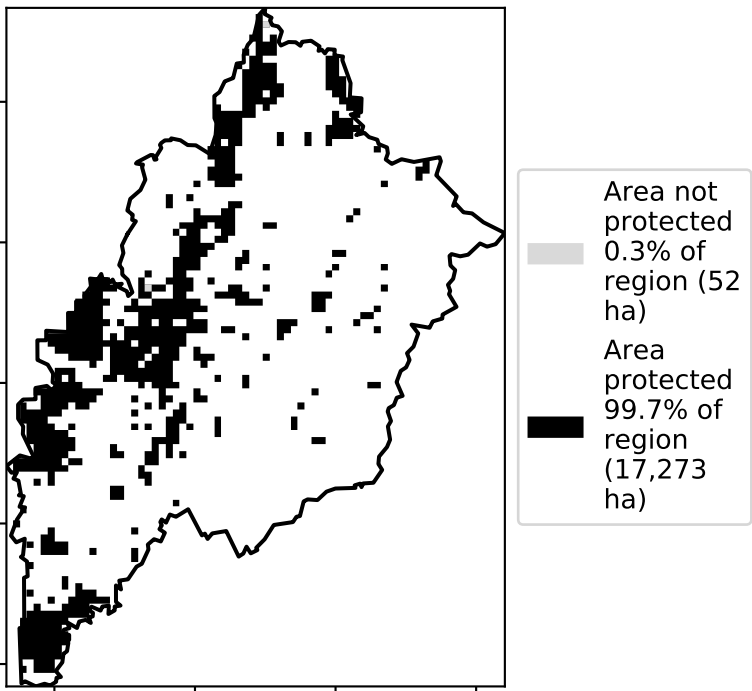 Area not
protected
0.3% of
region (52
ha)
Area
protected
99.7% of
region
(17,273
ha)